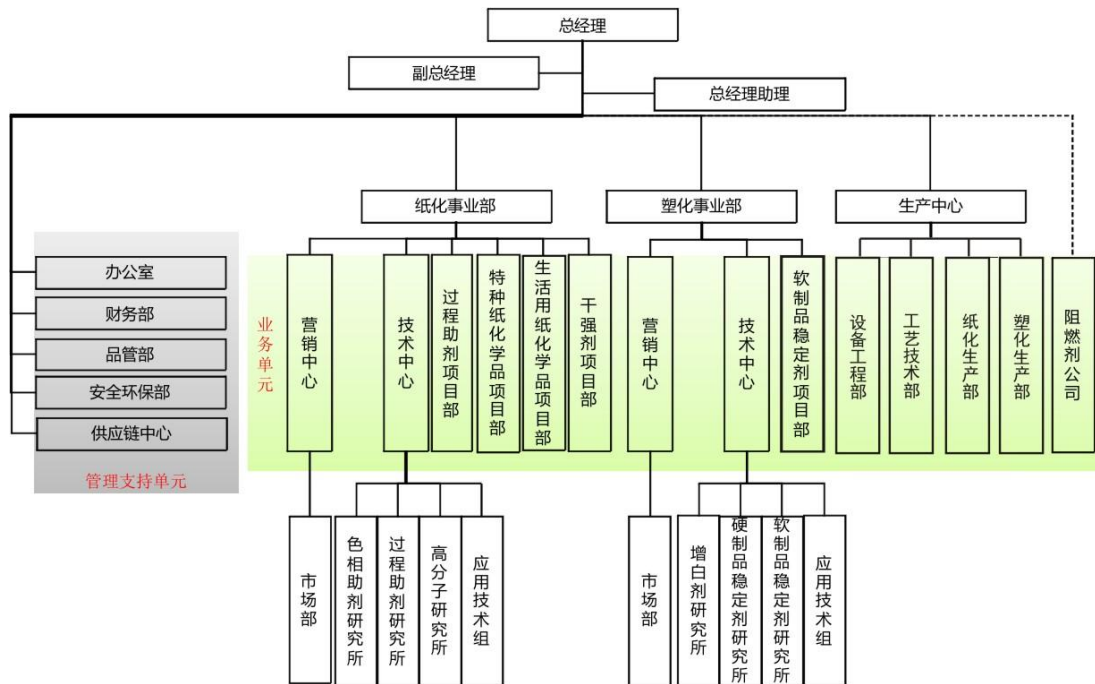 总经理
副总经理
总经理助理
纸化事业部
塑化事业部
生产中心
办公室
财务部
品管部
安全环保部
供应链中心
管理支持单元
业务单元
营销中心
技术中心
过程助剂项目部
特种纸化学品项目部
生活用纸化学品项目部
干强剂项目部
营销中心
技术中心
软制品稳定剂项目部
设备工程部
工艺技术部
纸化生产部
塑化生产部
阻燃剂公司
市场部
色相助剂研究所
过程助剂研究所
高分子研究所
应用技术组
市场部
增白剂研究所
硬制品稳定剂研究所
软制品稳定剂研究所
应用技术组